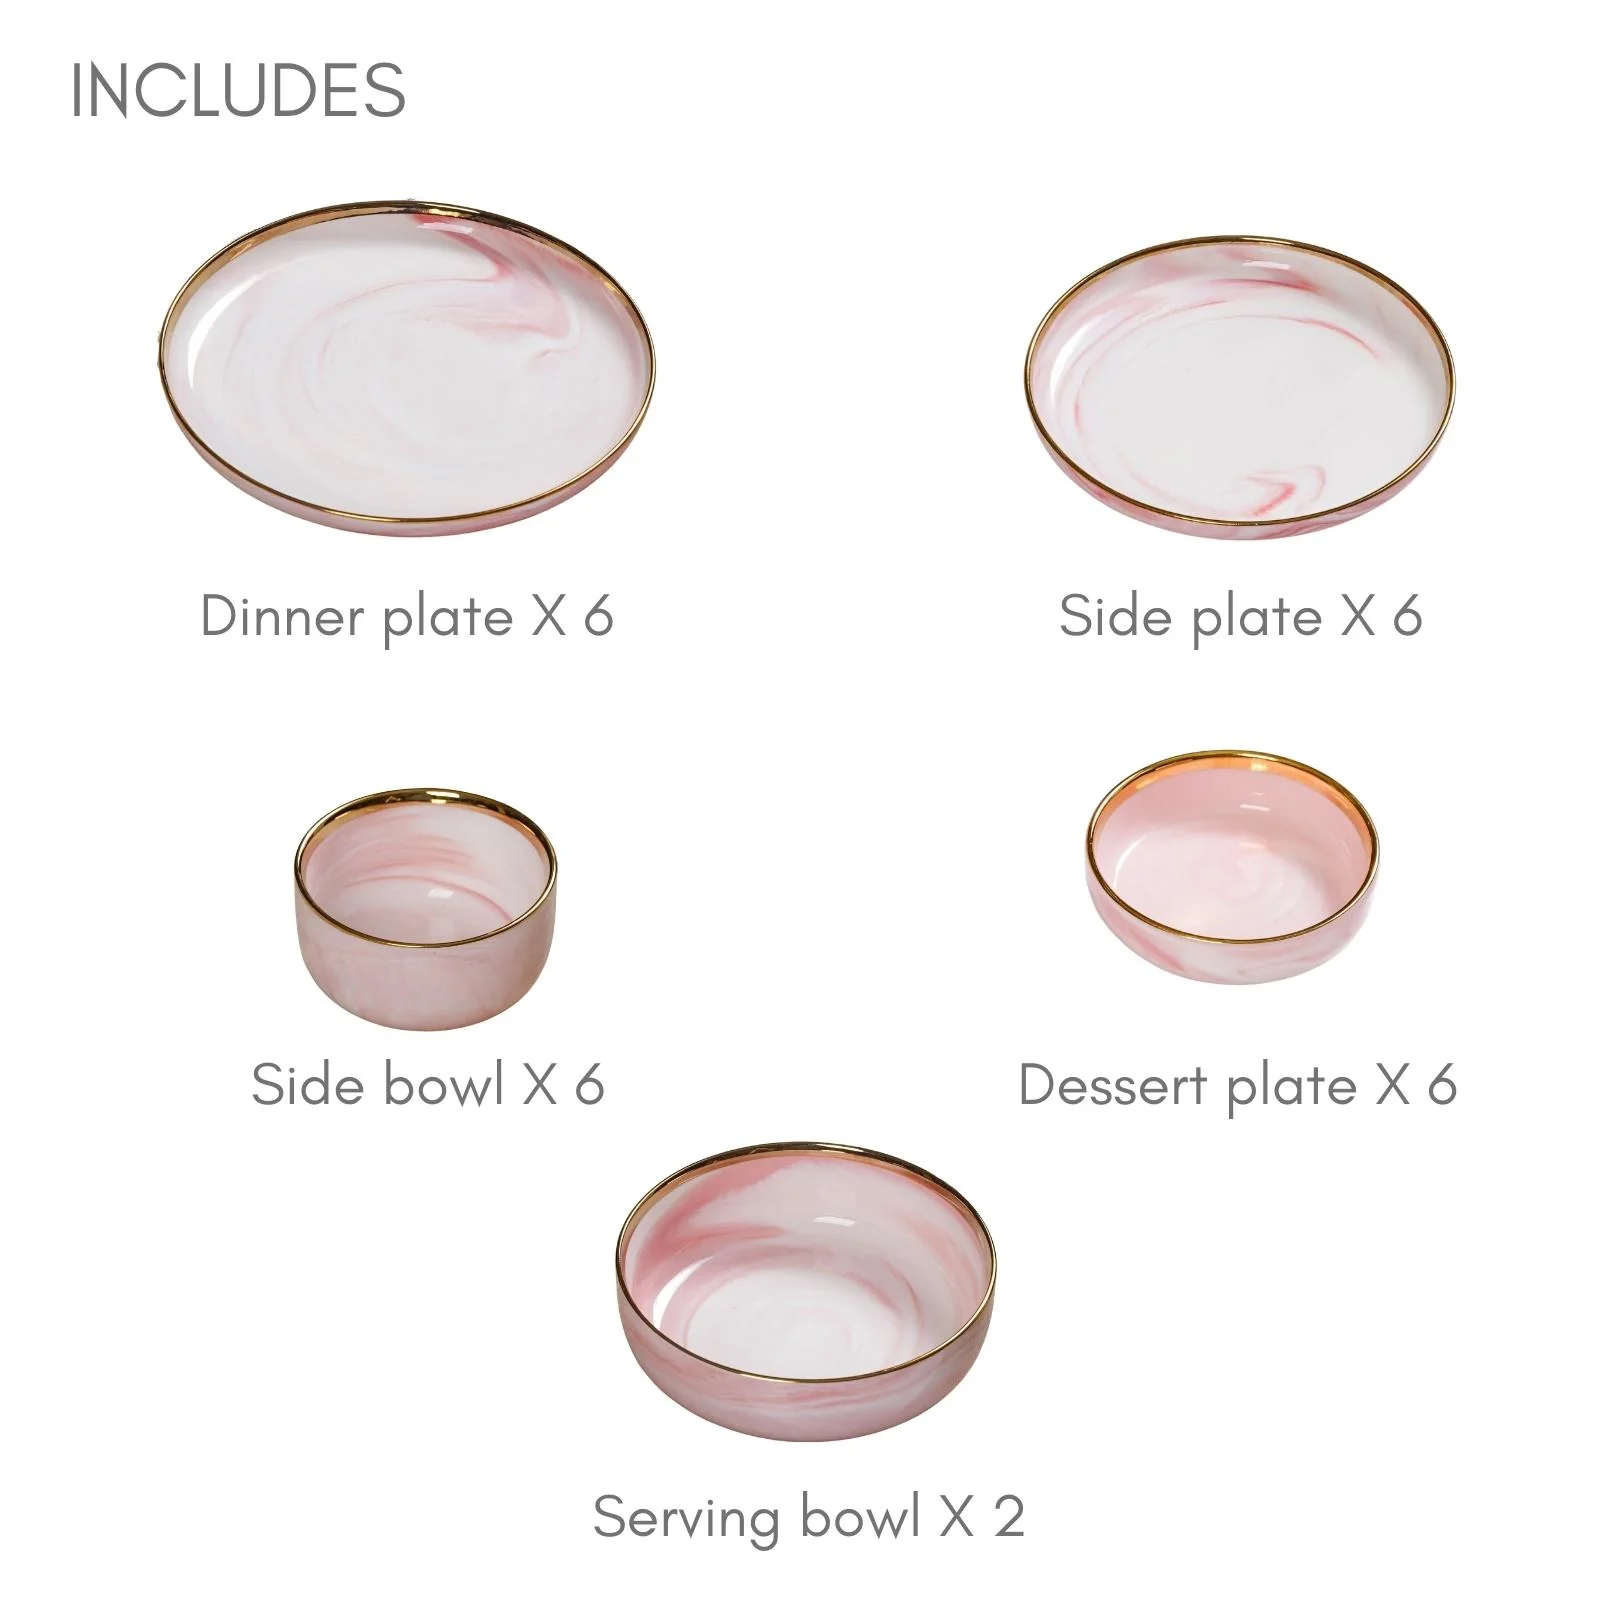 INCLUDES
Dinner plate X 6
Side plate X 6
Side bowl X 6
Dessert plate X 6
Serving bowl X 2